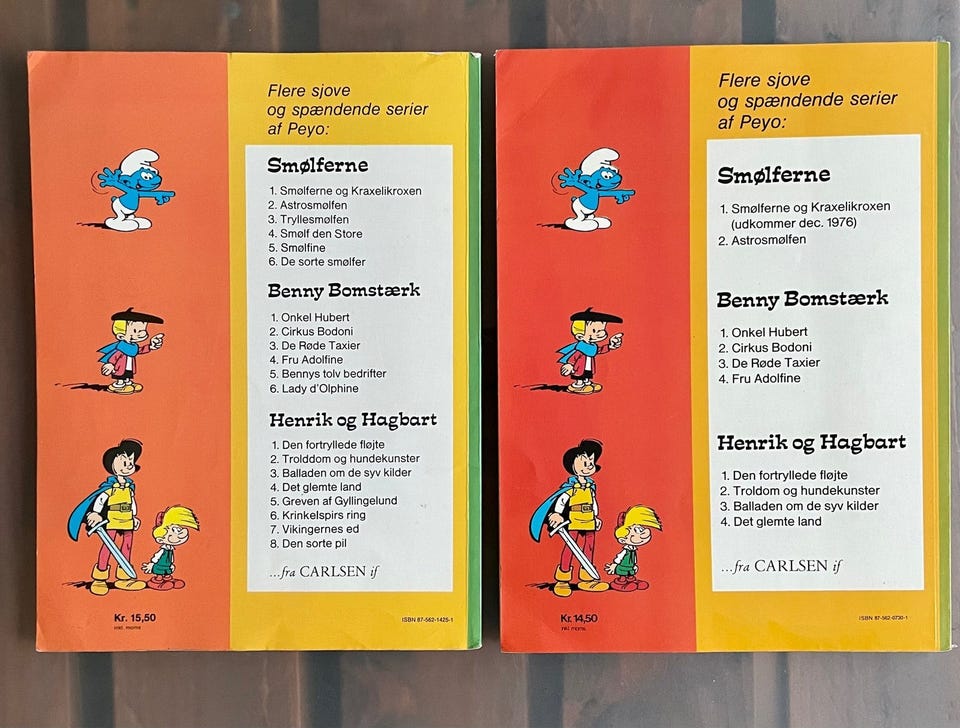 Flere sjove
og spændende serier
af Peyo:
Smølferne
1. Smølferne og Kraxelikroxen
2. Astrosmølfen
3. Tryllesmølfen
4. Smølf den Store
5. Smølfine
6. De sorte smølfer
Benny Bomstærk
1. Onkel Hubert
2. Cirkus Bodoni
3. De Røde Taxier
4. Fru Adolfine
5. Bennys tolv bedrifter
6. Lady d'Olphine
Henrik og Hagbart
1. Den fortryllede fløjte
2. Trolddom og hundekunster
3. Balladen om de syv kilder
4. Det glemte land
5. Greven af Gyllingelund
6. Krinkelspirs ring
7. Vikingernes ed
8. Den sorte pil
...fra CARLSEN if
Kr. 15,50
inkl. moms
ISBN 87-562-1425-1
Flere sjove
og spændende serier
af Peyo:
Smølferne
1. Smølferne og Kraxelikroxen
(udkommer dec. 1976)
2. Astrosmølfen
Benny Bomstærk
1. Onkel Hubert
2. Cirkus Bodoni
3. De Røde Taxier
4. Fru Adolfine
Henrik og Hagbart
1. Den fortryllede fløjte
2. Troldom og hundekunster
3. Balladen om de syv kilder
4. Det glemte land
...fra CARLSEN if
Kr. 14,50
inkl. moms
ISBN 87-562-0730-1